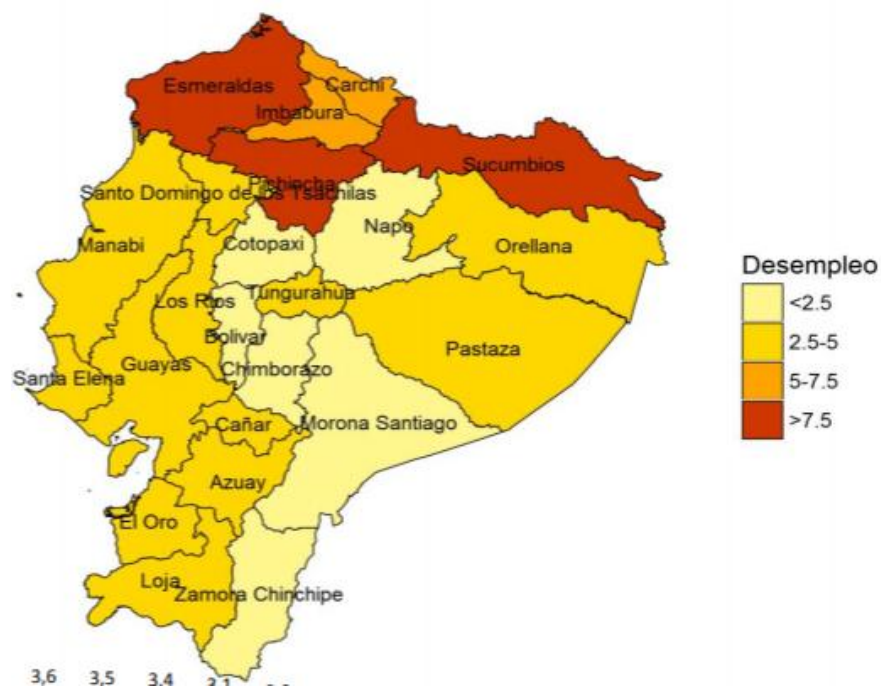 Esmeraldas
Carchi
Imbabura
Sucumbios
Pichincha
Santo Domingo de los Tsachilas
Napo
Manabi
Cotopaxi
Orellana
Los Rios
Tungurahua
Bolivar
Pastaza
Guayas
Chimborazo
Santa Elena
Morona Santiago
Cañar
Azuay
El Oro
Loja
Zamora Chinchipe
Desempleo
<2.5
2.5-5
5-7.5
>7.5
3,6 3,5 3,4 3,1